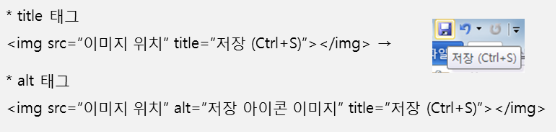 * title 태그
<img src="이미지 위치" title="저장 (Ctrl+S)"></img> →
저장 (Ctrl+S)
* alt 태그
<img src="이미지 위치" alt="저장 아이콘 이미지" title="저장 (Ctrl+S)"></img>